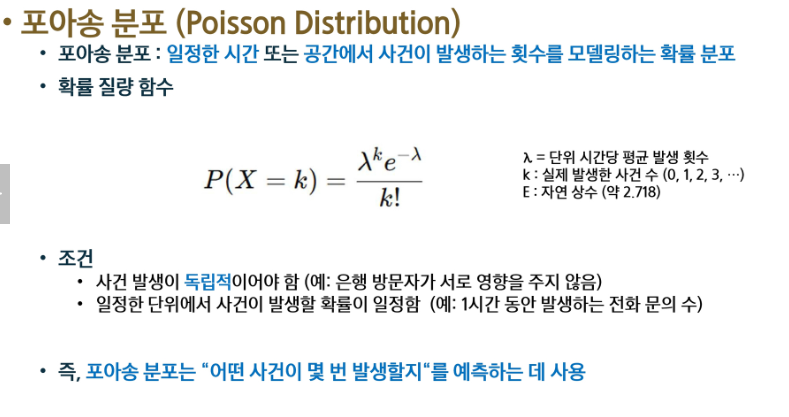 • 포아송 분포 (Poisson Distribution)
• 포아송 분포 : 일정한 시간 또는 공간에서 사건이 발생하는 횟수를 모델링하는 확률 분포
• 확률 질량 함수
P(X = k) = \frac{λ^k e^{-λ}}{k!}
λ = 단위 시간당 평균 발생 횟수
k : 실제 발생한 사건 수 (0, 1, 2, 3, …)
E : 자연 상수 (약 2.718)
• 조건
• 사건 발생이 독립적이어야 함 (예: 은행 방문자가 서로 영향을 주지 않음)
• 일정한 단위에서 사건이 발생할 확률이 일정함 (예: 1시간 동안 발생하는 전화 문의 수)
• 즉, 포아송 분포는 “어떤 사건이 몇 번 발생할지“를 예측하는 데 사용